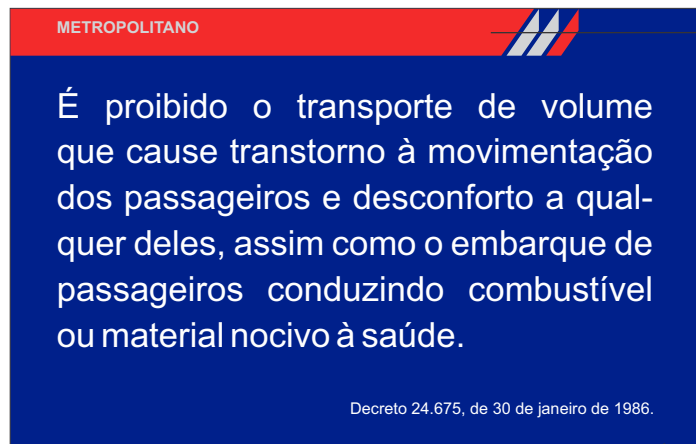 METROPOLITANO
É proibido o transporte de volume
que cause transtorno à movimentação
dos passageiros e desconforto a qual-
quer deles, assim como o embarque de
passageiros conduzindo combustível
ou material nocivo à saúde.
Decreto 24.675, de 30 de janeiro de 1986.